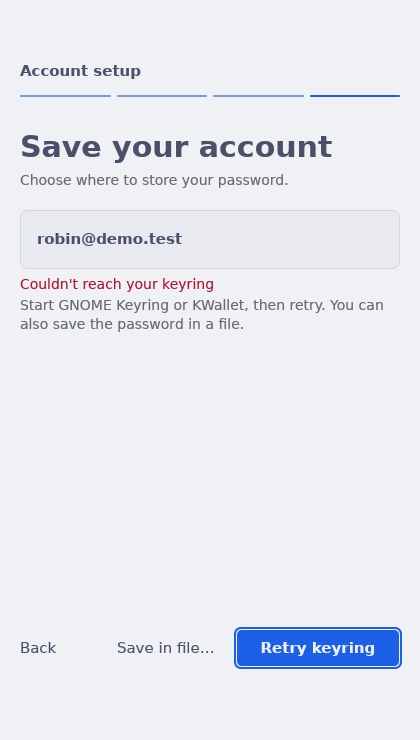 Account setup
Save your account
Choose where to store your password.
robin@demo.test
Couldn't reach your keyring
Start GNOME Keyring or KWallet, then retry. You can
also save the password in a file.
Back
Save in file…
Retry keyring